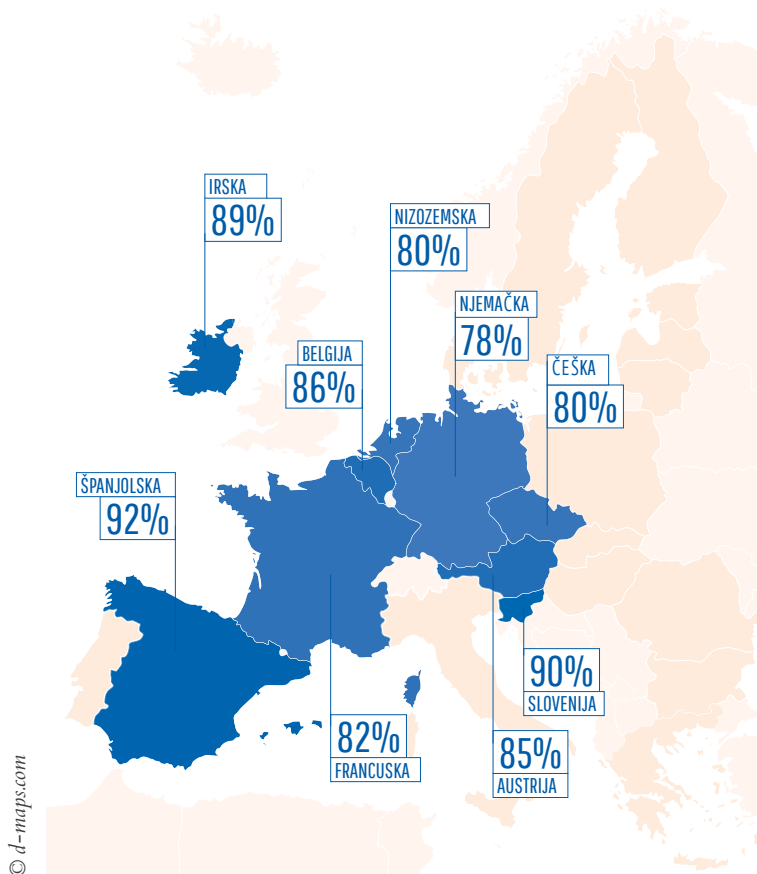 IRSKA
89%
NIZOZEMSKA
80%
NJEMAČKA
78%
BELGIJA
86%
ČEŠKA
80%
ŠPANJOLSKA
92%
90%
SLOVENIJA
82%
FRANCUSKA
85%
AUSTRIJA
© d-maps.com